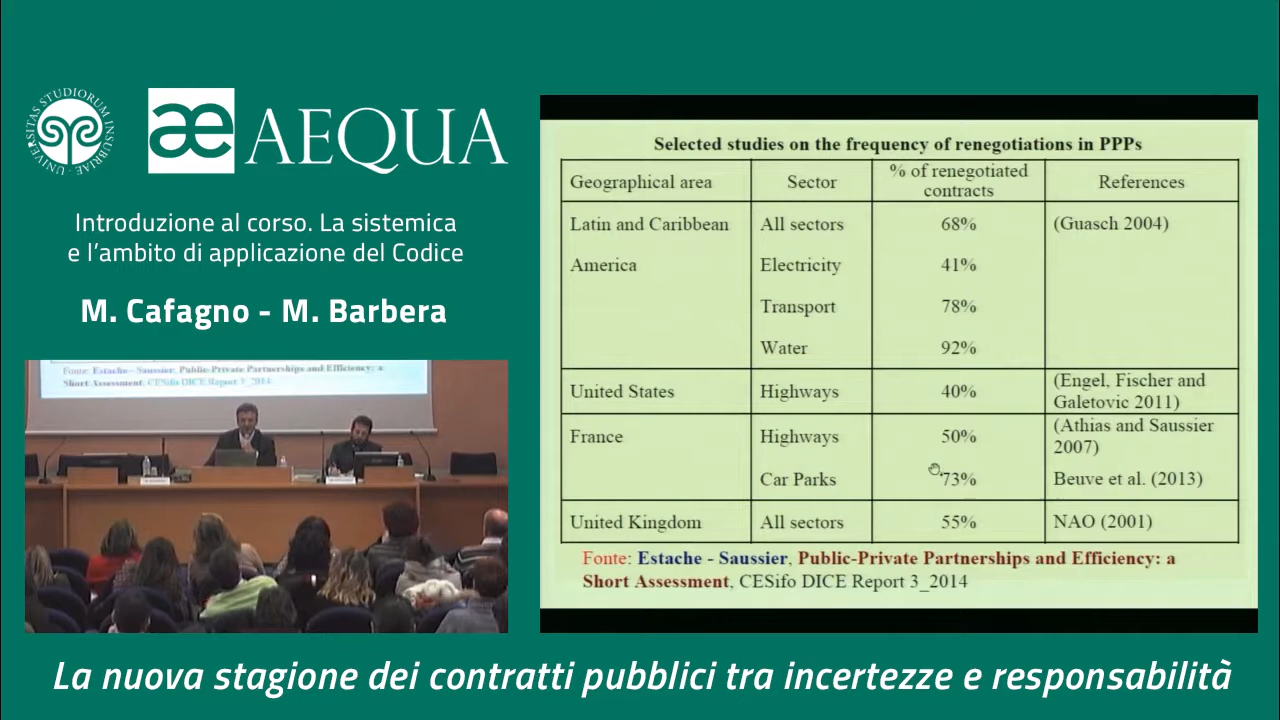 UNIVERSITAS STUDIORUM INSUBRIAE
æ AEQUA
Introduzione al corso. La sistemica
e l’ambito di applicazione del Codice
M. Cafagno - M. Barbera
Fonte: Estache - Saussier, Public-Private Partnerships and Efficiency: a
Short Assessment, CESifo DICE Report 3_2014
Selected studies on the frequency of renegotiations in PPPs
Geographical area Sector % of renegotiated contracts References
Latin and Caribbean All sectors 68% (Guasch 2004)
America Electricity 41%
Transport 78%
Water 92%
United States Highways 40% (Engel, Fischer and Galetovic 2011)
France Highways 50% (Athias and Saussier 2007)
Car Parks 73% Beuve et al. (2013)
United Kingdom All sectors 55% NAO (2001)
Fonte: Estache - Saussier, Public-Private Partnerships and Efficiency: a
Short Assessment, CESifo DICE Report 3_2014
La nuova stagione dei contratti pubblici tra incertezze e responsabilità